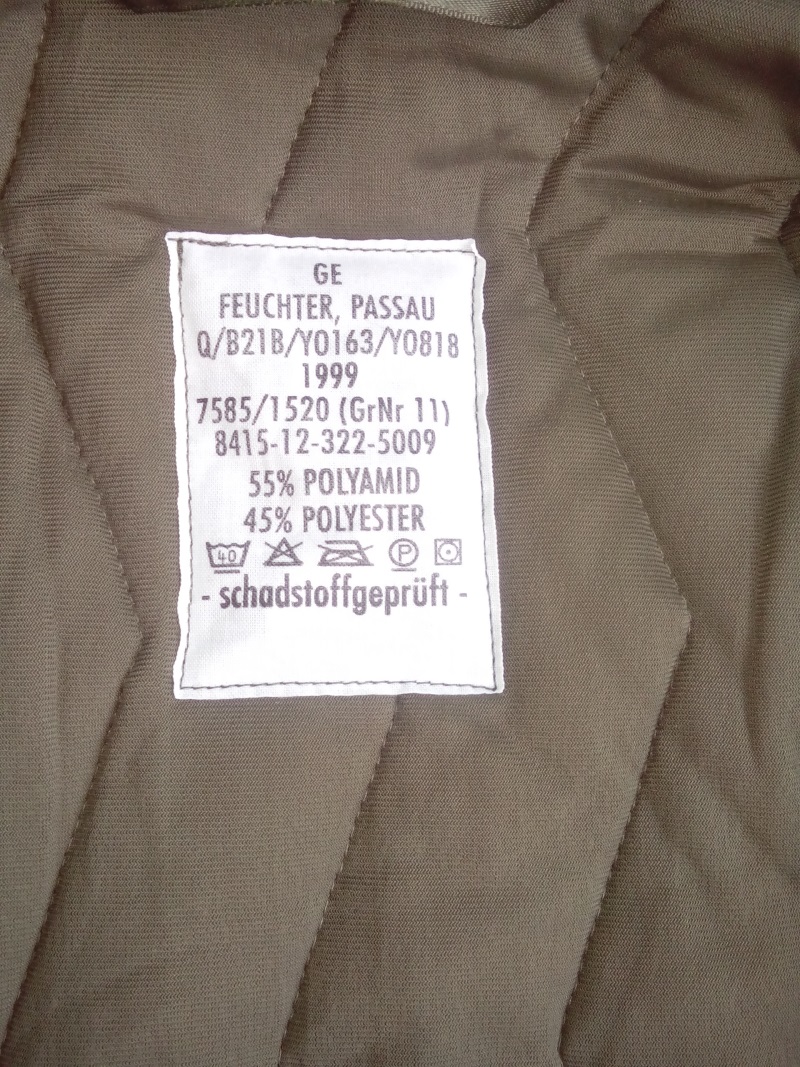 GE
FEUCHTER, PASSAU
Q/B21B/Y0163/Y0818
1999
7585/1520 (GrNr 11)
8415-12-322-5009
55% POLYAMID
45% POLYESTER
40 P
- schadstoffgeprüft -